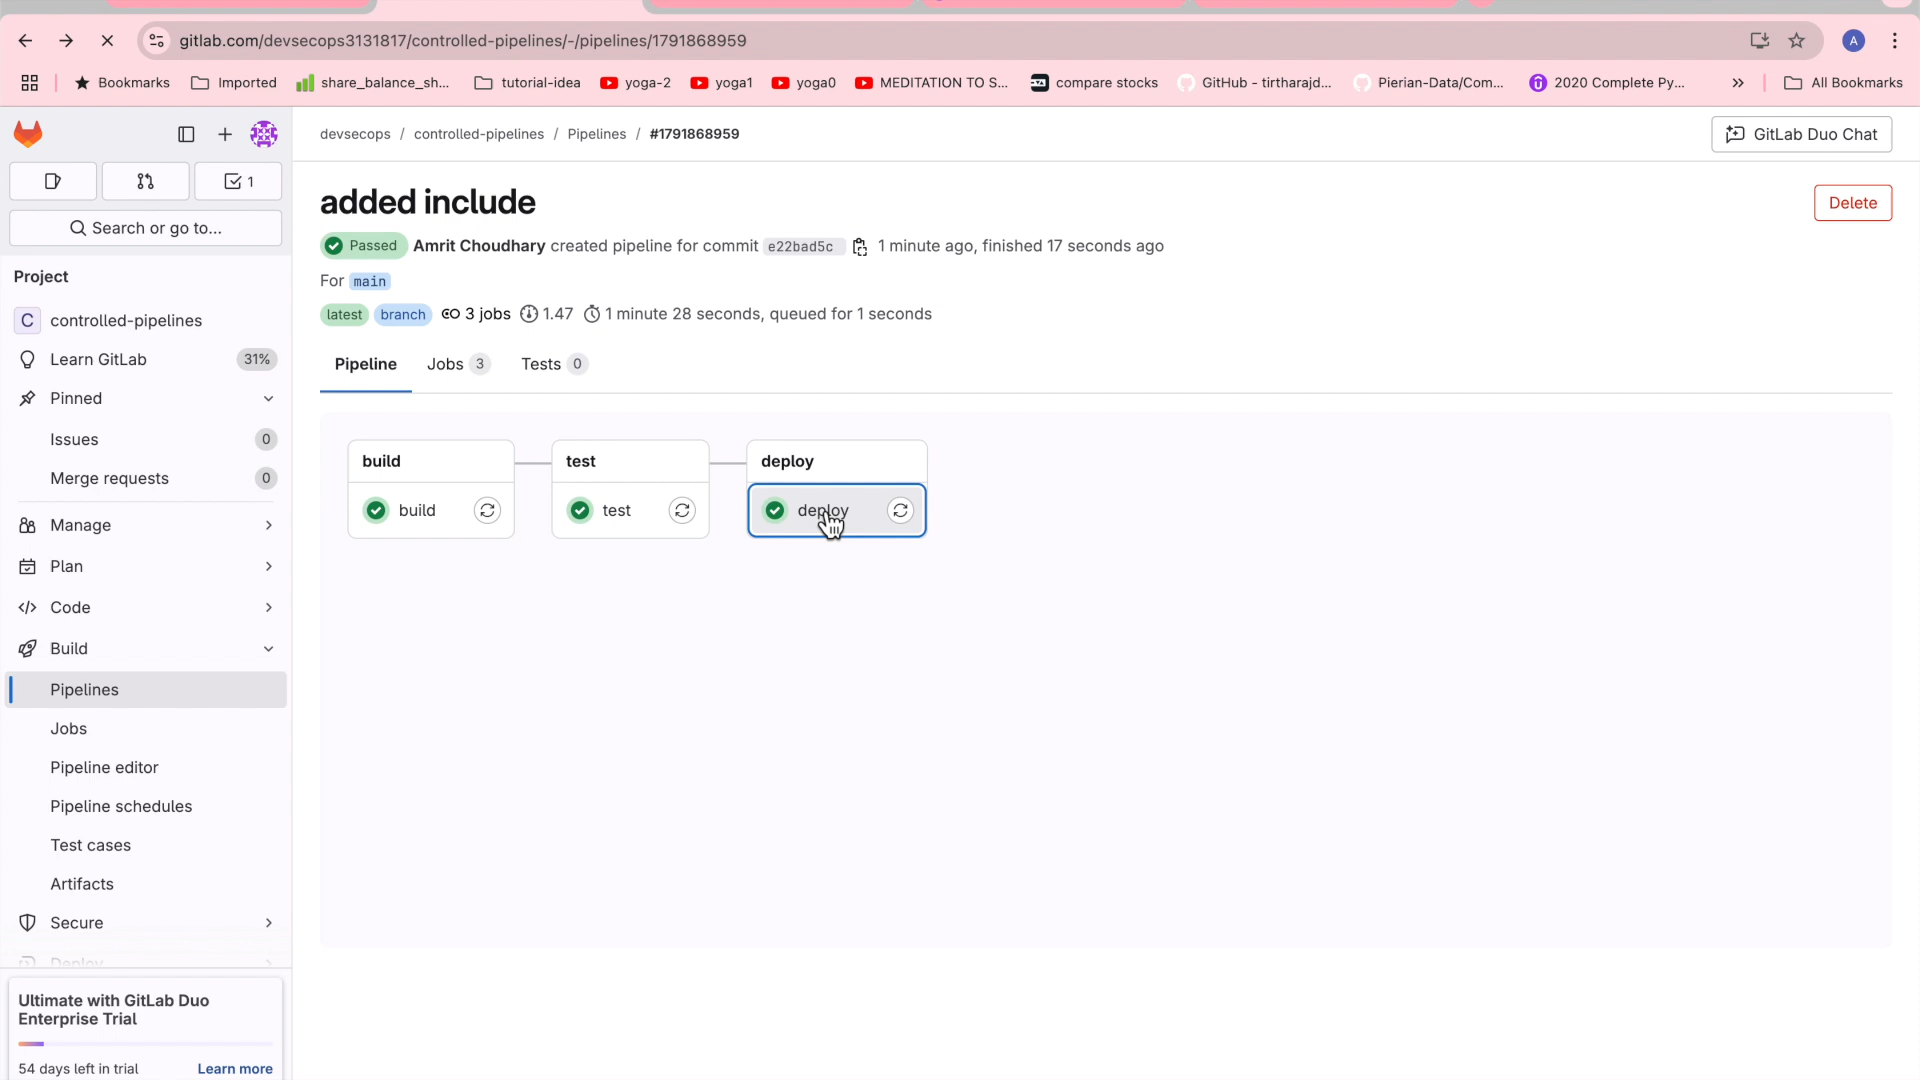 gitlab.com/devsecops3131817/controlled-pipelines/-/pipelines/1791868959
A
Bookmarks
Imported
share_balance_sh...
tutorial-idea
yoga-2
yoga1
yoga0
MEDITATION TO S...
compare stocks
GitHub - tirtharajd...
Pierian-Data/Com...
2020 Complete Py...
»
All Bookmarks
devsecops / controlled-pipelines / Pipelines / #1791868959
GitLab Duo Chat
1
Search or go to...
Project
C controlled-pipelines
Learn GitLab 31%
Pinned
Issues 0
Merge requests 0
Manage
Plan
Code
Build
Pipelines
Jobs
Pipeline editor
Pipeline schedules
Test cases
Artifacts
Secure
Deploy
Ultimate with GitLab Duo
Enterprise Trial
54 days left in trial Learn more
added include
Delete
Passed Amrit Choudhary created pipeline for commit e22bad5c 1 minute ago, finished 17 seconds ago
For main
latest branch 3 jobs 1.47 1 minute 28 seconds, queued for 1 seconds
Pipeline Jobs 3 Tests 0
build test deploy
build test deploy